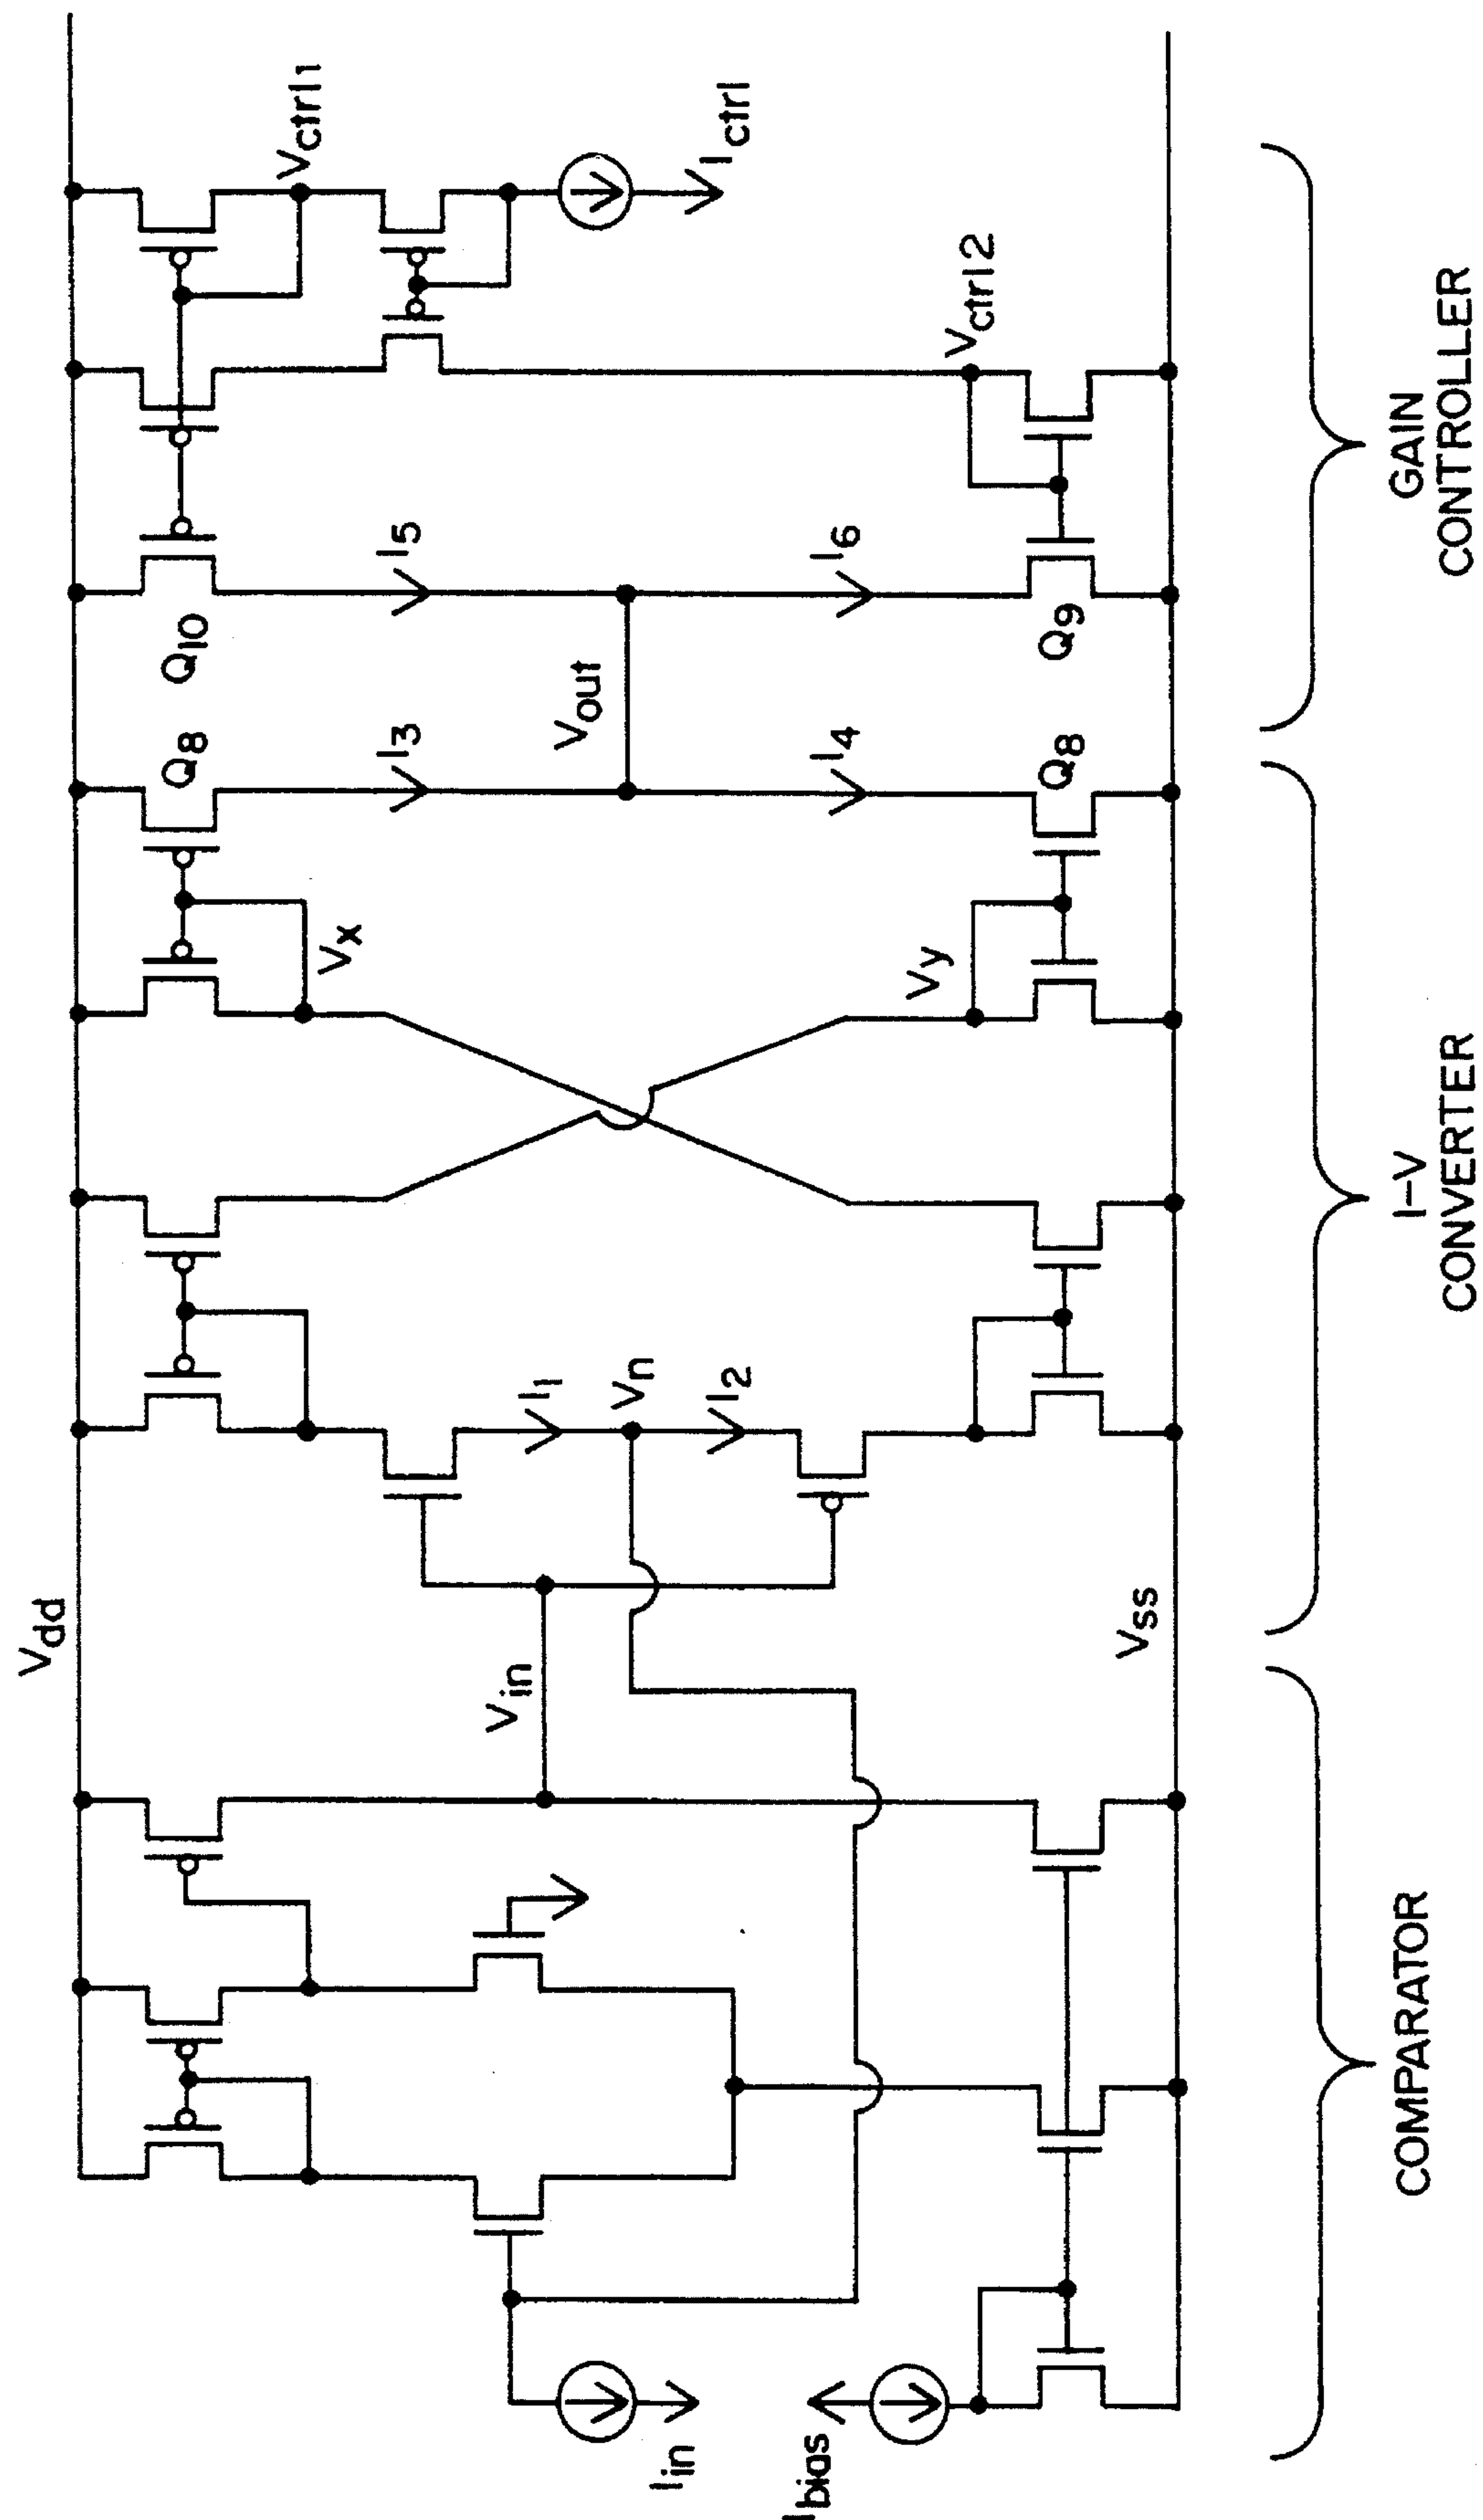 Vdd
Vctrl1
Ictrl
Vctrl2
Q10
I5
I6
Q9
Vout
Q8
I3
I4
Q8
Vx
Vy
I1
Vn
I2
Vin
Vss
Iin
Ibias
COMPARATOR
I-V
CONVERTER
GAIN
CONTROLLER